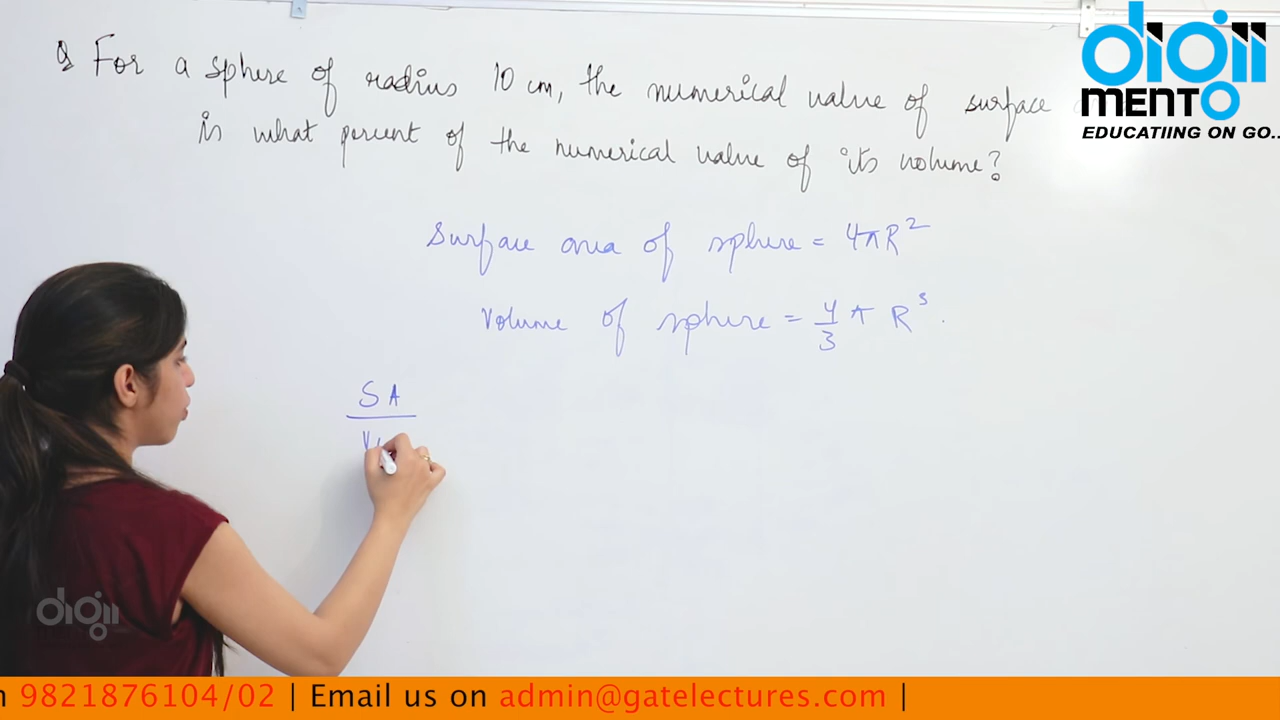 Q For a sphere of radius 10 cm, the numerical value of surface
is what percent of the numerical value of its volume?
Surface area of sphere = 4πR²
Volume of sphere = 4/3 π R³.
SA
digiimento
EDUCATIING ON GO..
digii
9821876104/02 | Email us on admin@gatelectures.com |